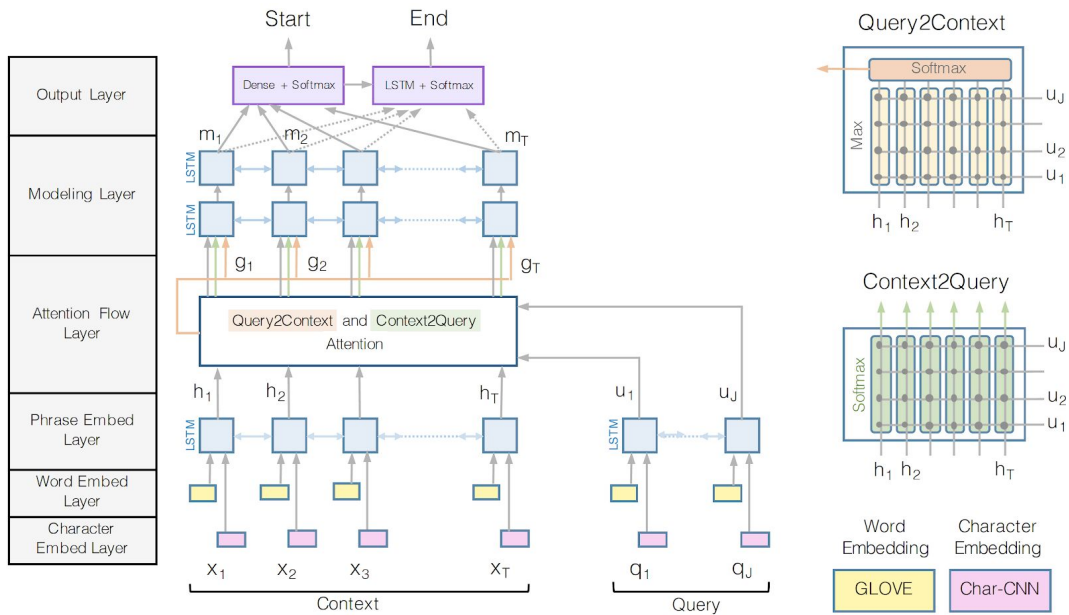 Start
End
Query2Context
Output Layer
Dense + Softmax
LSTM + Softmax
Softmax
Max
uJ
u2
u1
h1
h2
hT
m1
m2
mT
Modeling Layer
LSTM
LSTM
g1
g2
gT
Attention Flow
Layer
Query2Context and Context2Query
Attention
Context2Query
Softmax
uJ
u2
u1
h1
h2
hT
h1
h2
hT
u1
uJ
Phrase Embed
Layer
LSTM
LSTM
Word Embed
Layer
Character
Embed Layer
x1
x2
x3
xT
q1
qJ
Context
Query
Word
Embedding
GLOVE
Character
Embedding
Char-CNN